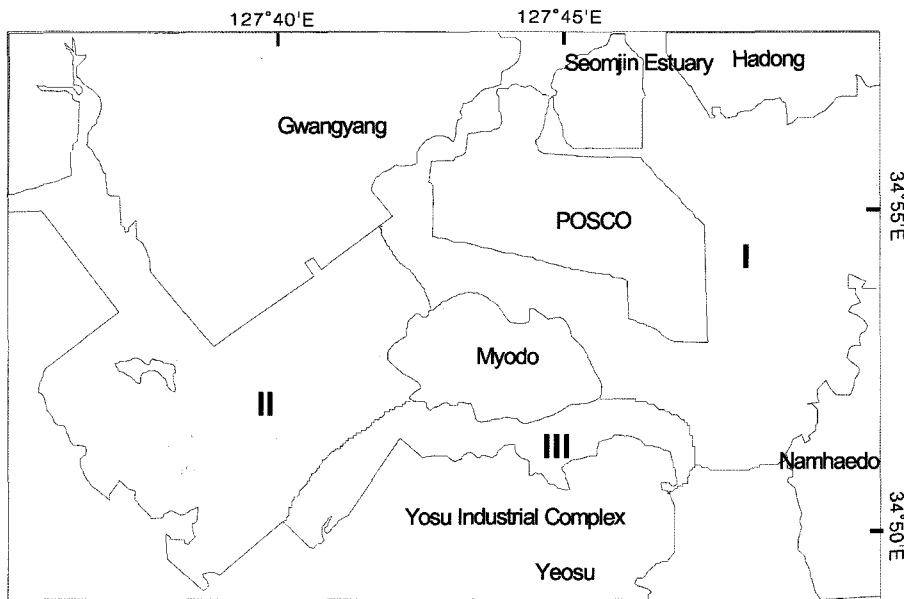 127°40'E
127°45'E
Seomjin Estuary
Hadong
Gwangyang
34°55'E
POSCO
I
Myodo
II
III
Namhaedo
Yosu Industrial Complex
34°50'E
Yeosu